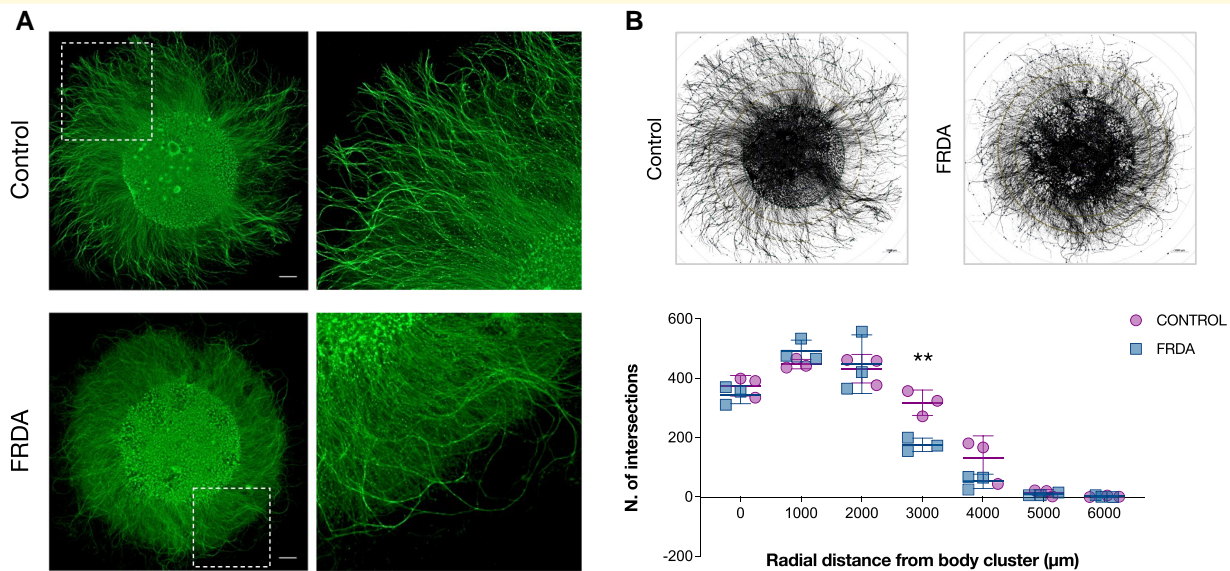 A
Control
FRDA
B
Control
FRDA
600
400
200
0
-200
N. of intersections
**
CONTROL
FRDA
0 1000 2000 3000 4000 5000 6000
Radial distance from body cluster (µm)